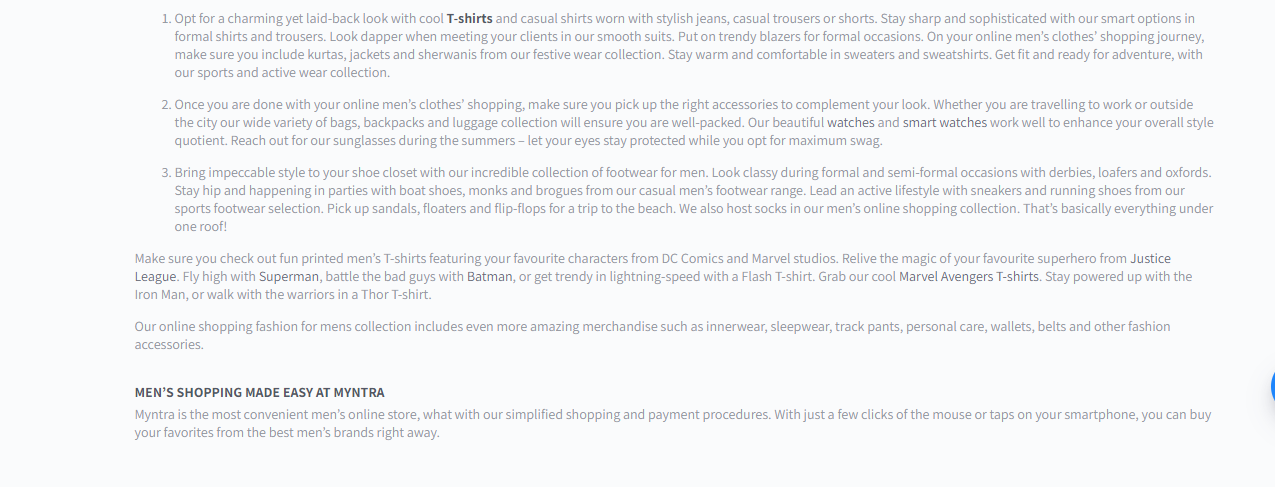 1. Opt for a charming yet laid-back look with cool T-shirts and casual shirts worn with stylish jeans, casual trousers or shorts. Stay sharp and sophisticated with our smart options in
formal shirts and trousers. Look dapper when meeting your clients in our smooth suits. Put on trendy blazers for formal occasions. On your online men’s clothes’ shopping journey,
make sure you include kurtas, jackets and sherwanis from our festive wear collection. Stay warm and comfortable in sweaters and sweatshirts. Get fit and ready for adventure, with
our sports and active wear collection.
2. Once you are done with your online men’s clothes’ shopping, make sure you pick up the right accessories to complement your look. Whether you are travelling to work or outside
the city our wide variety of bags, backpacks and luggage collection will ensure you are well-packed. Our beautiful watches and smart watches work well to enhance your overall style
quotient. Reach out for our sunglasses during the summers – let your eyes stay protected while you opt for maximum swag.
3. Bring impeccable style to your shoe closet with our incredible collection of footwear for men. Look classy during formal and semi-formal occasions with derbies, loafers and oxfords.
Stay hip and happening in parties with boat shoes, monks and brogues from our casual men’s footwear range. Lead an active lifestyle with sneakers and running shoes from our
sports footwear selection. Pick up sandals, floaters and flip-flops for a trip to the beach. We also host socks in our men’s online shopping collection. That’s basically everything under
one roof!
Make sure you check out fun printed men’s T-shirts featuring your favourite characters from DC Comics and Marvel studios. Relive the magic of your favourite superhero from Justice
League. Fly high with Superman, battle the bad guys with Batman, or get trendy in lightning-speed with a Flash T-shirt. Grab our cool Marvel Avengers T-shirts. Stay powered up with the
Iron Man, or walk with the warriors in a Thor T-shirt.
Our online shopping fashion for mens collection includes even more amazing merchandise such as innerwear, sleepwear, track pants, personal care, wallets, belts and other fashion
accessories.
MEN’S SHOPPING MADE EASY AT MYNTRA
Myntra is the most convenient men’s online store, what with our simplified shopping and payment procedures. With just a few clicks of the mouse or taps on your smartphone, you can buy
your favorites from the best men’s brands right away.